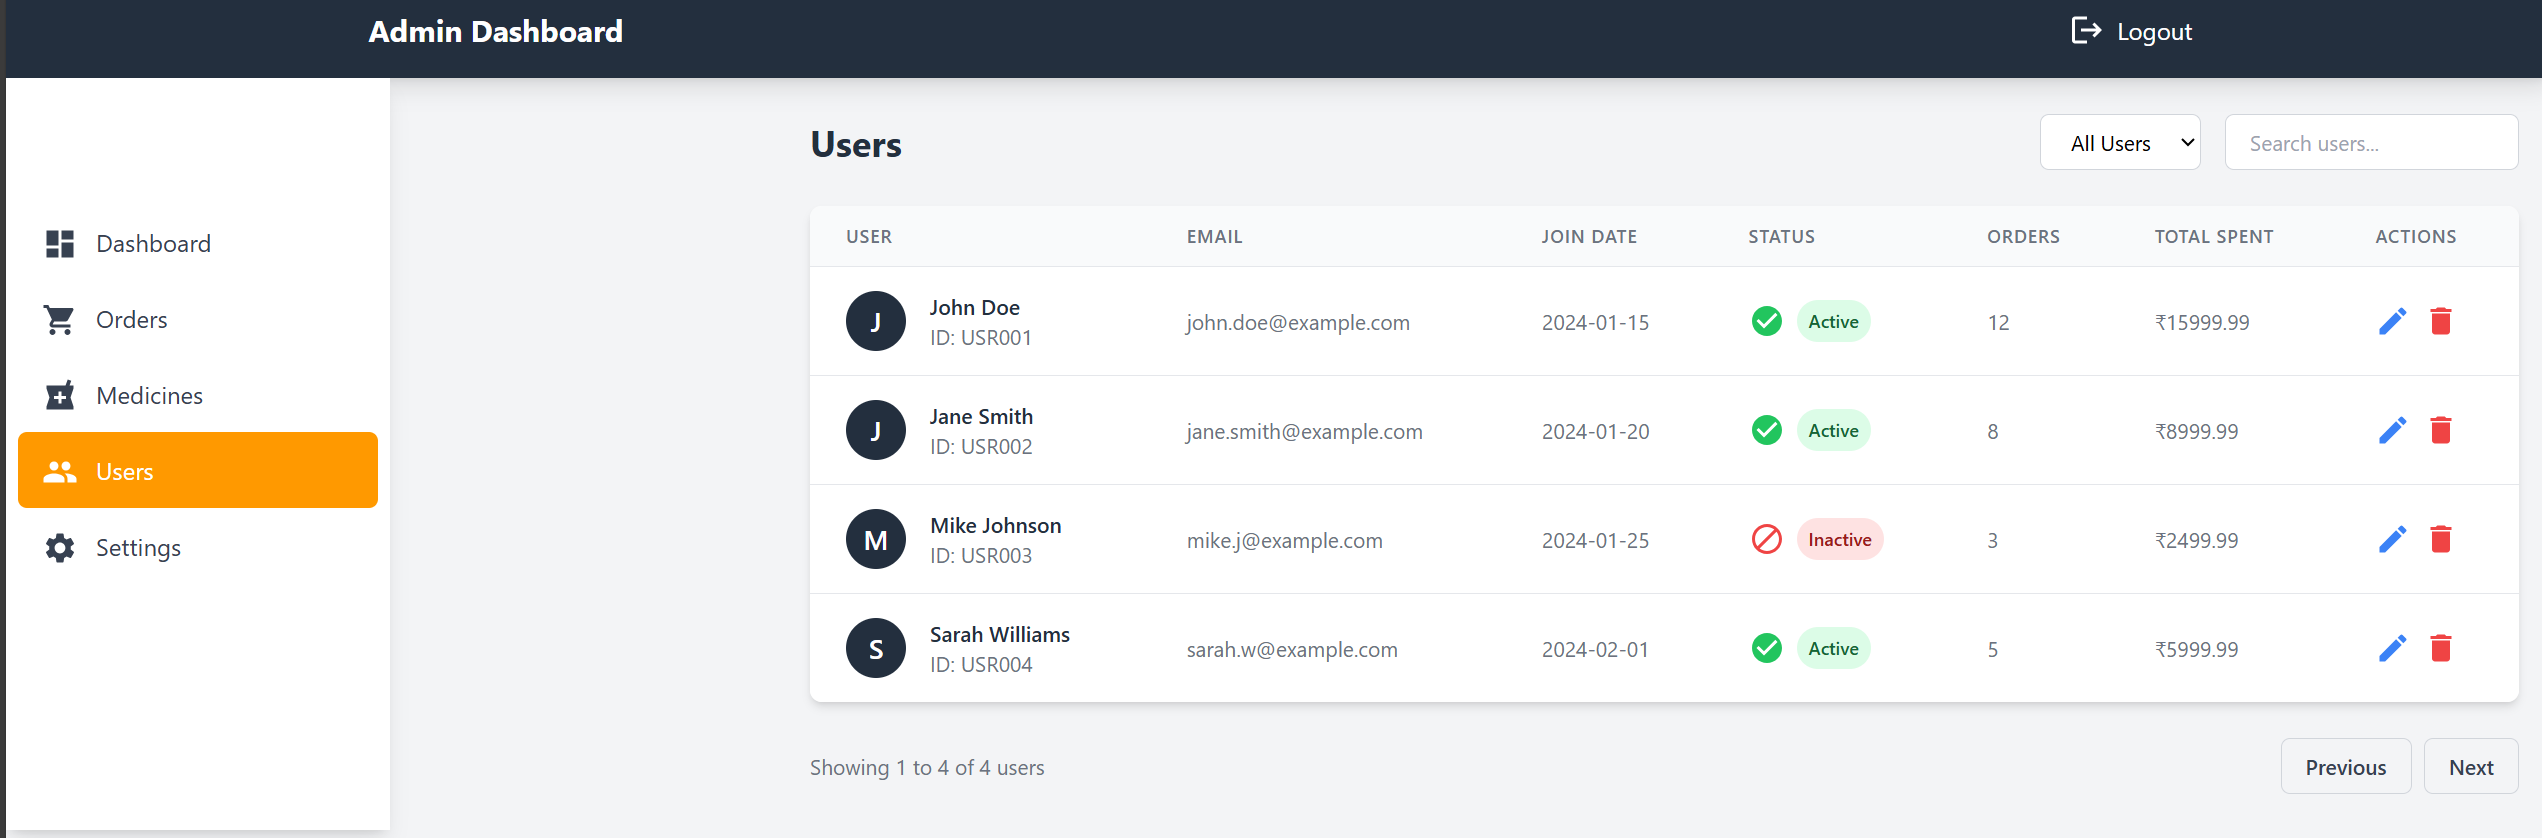 Admin Dashboard
Logout
Dashboard
Orders
Medicines
Users
Settings
Users
All Users
Search users...
USER EMAIL JOIN DATE STATUS ORDERS TOTAL SPENT ACTIONS
J John Doe john.doe@example.com 2024-01-15 Active 12 ₹15999.99
ID: USR001
J Jane Smith jane.smith@example.com 2024-01-20 Active 8 ₹8999.99
ID: USR002
M Mike Johnson mike.j@example.com 2024-01-25 Inactive 3 ₹2499.99
ID: USR003
S Sarah Williams sarah.w@example.com 2024-02-01 Active 5 ₹5999.99
ID: USR004
Showing 1 to 4 of 4 users
Previous Next